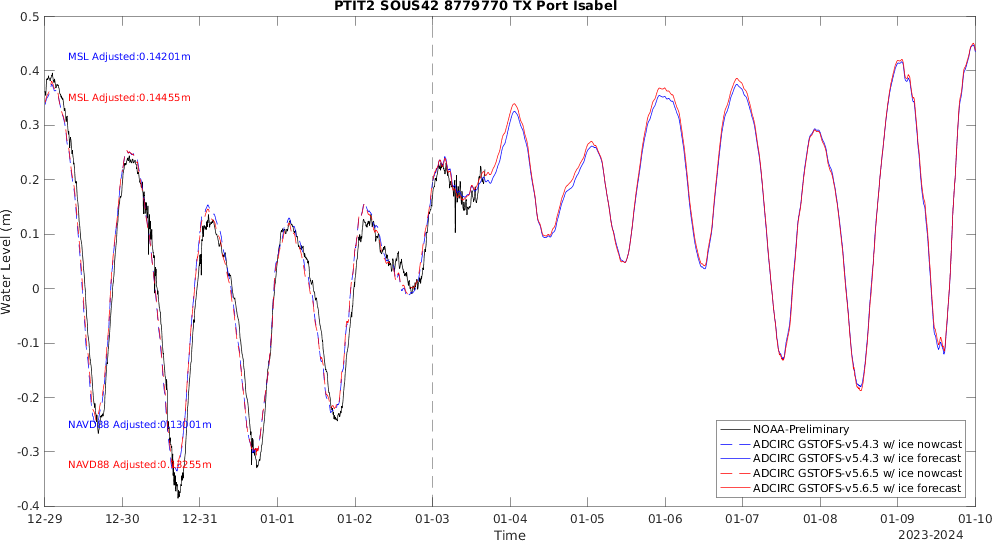 PTIT2 SOUS42 8779770 TX Port Isabel
0.5
0.4
0.3
0.2
0.1
0
-0.1
-0.2
-0.3
-0.4
Water Level (m)
MSL Adjusted:0.14201m
MSL Adjusted:0.14455m
NAVD88 Adjusted:0.13001m
NAVD88 Adjusted:0.13255m
NOAA-Preliminary
ADCIRC GSTOFS-v5.4.3 w/ ice nowcast
ADCIRC GSTOFS-v5.4.3 w/ ice forecast
ADCIRC GSTOFS-v5.6.5 w/ ice nowcast
ADCIRC GSTOFS-v5.6.5 w/ ice forecast
12-29 12-30 12-31 01-01 01-02 01-03 01-04 01-05 01-06 01-07 01-08 01-09 01-10
Time
2023-2024